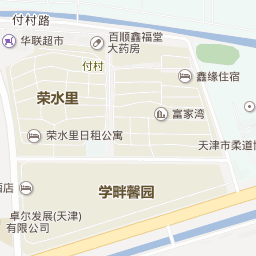 付村路
华联超市
百顺鑫福堂
大药房
付村
鑫缘住宿
荣水里
富家湾
荣水里日租公寓
天津市柔道博
学畔馨园
酒店
卓尔发展(天津)
有限公司